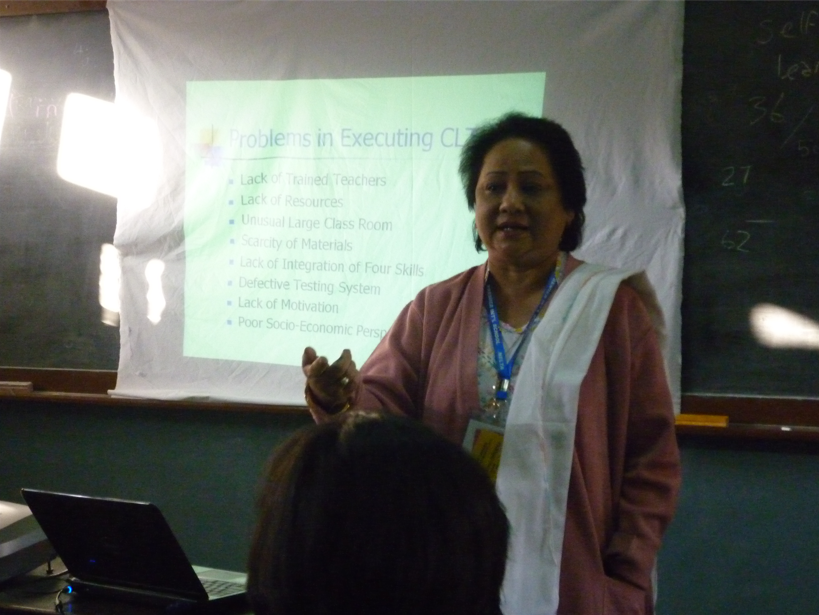 Problems in Executing CLT
Lack of Trained Teachers
Lack of Resources
Unusual Large Class Room
Scarcity of Materials
Lack of Integration of Four Skills
Defective Testing System
Lack of Motivation
Poor Socio-Economic
Self
36
27
62